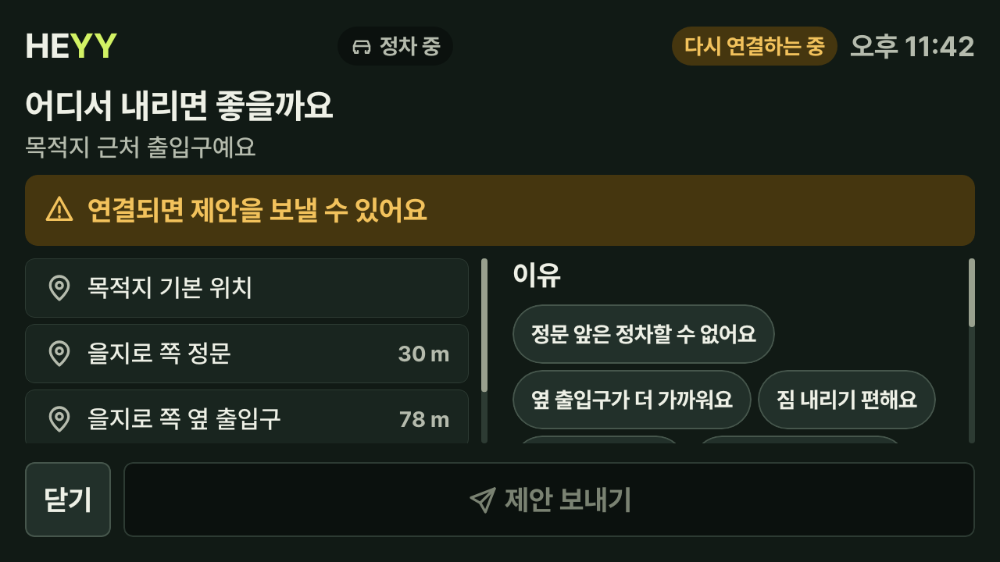 HEYY
정차 중
다시 연결하는 중
오후 11:42
어디서 내리면 좋을까요
목적지 근처 출입구예요
연결되면 제안을 보낼 수 있어요
목적지 기본 위치
을지로 쪽 정문 30 m
을지로 쪽 옆 출입구 78 m
이유
정문 앞은 정차할 수 없어요
옆 출입구가 더 가까워요
짐 내리기 편해요
닫기
제안 보내기